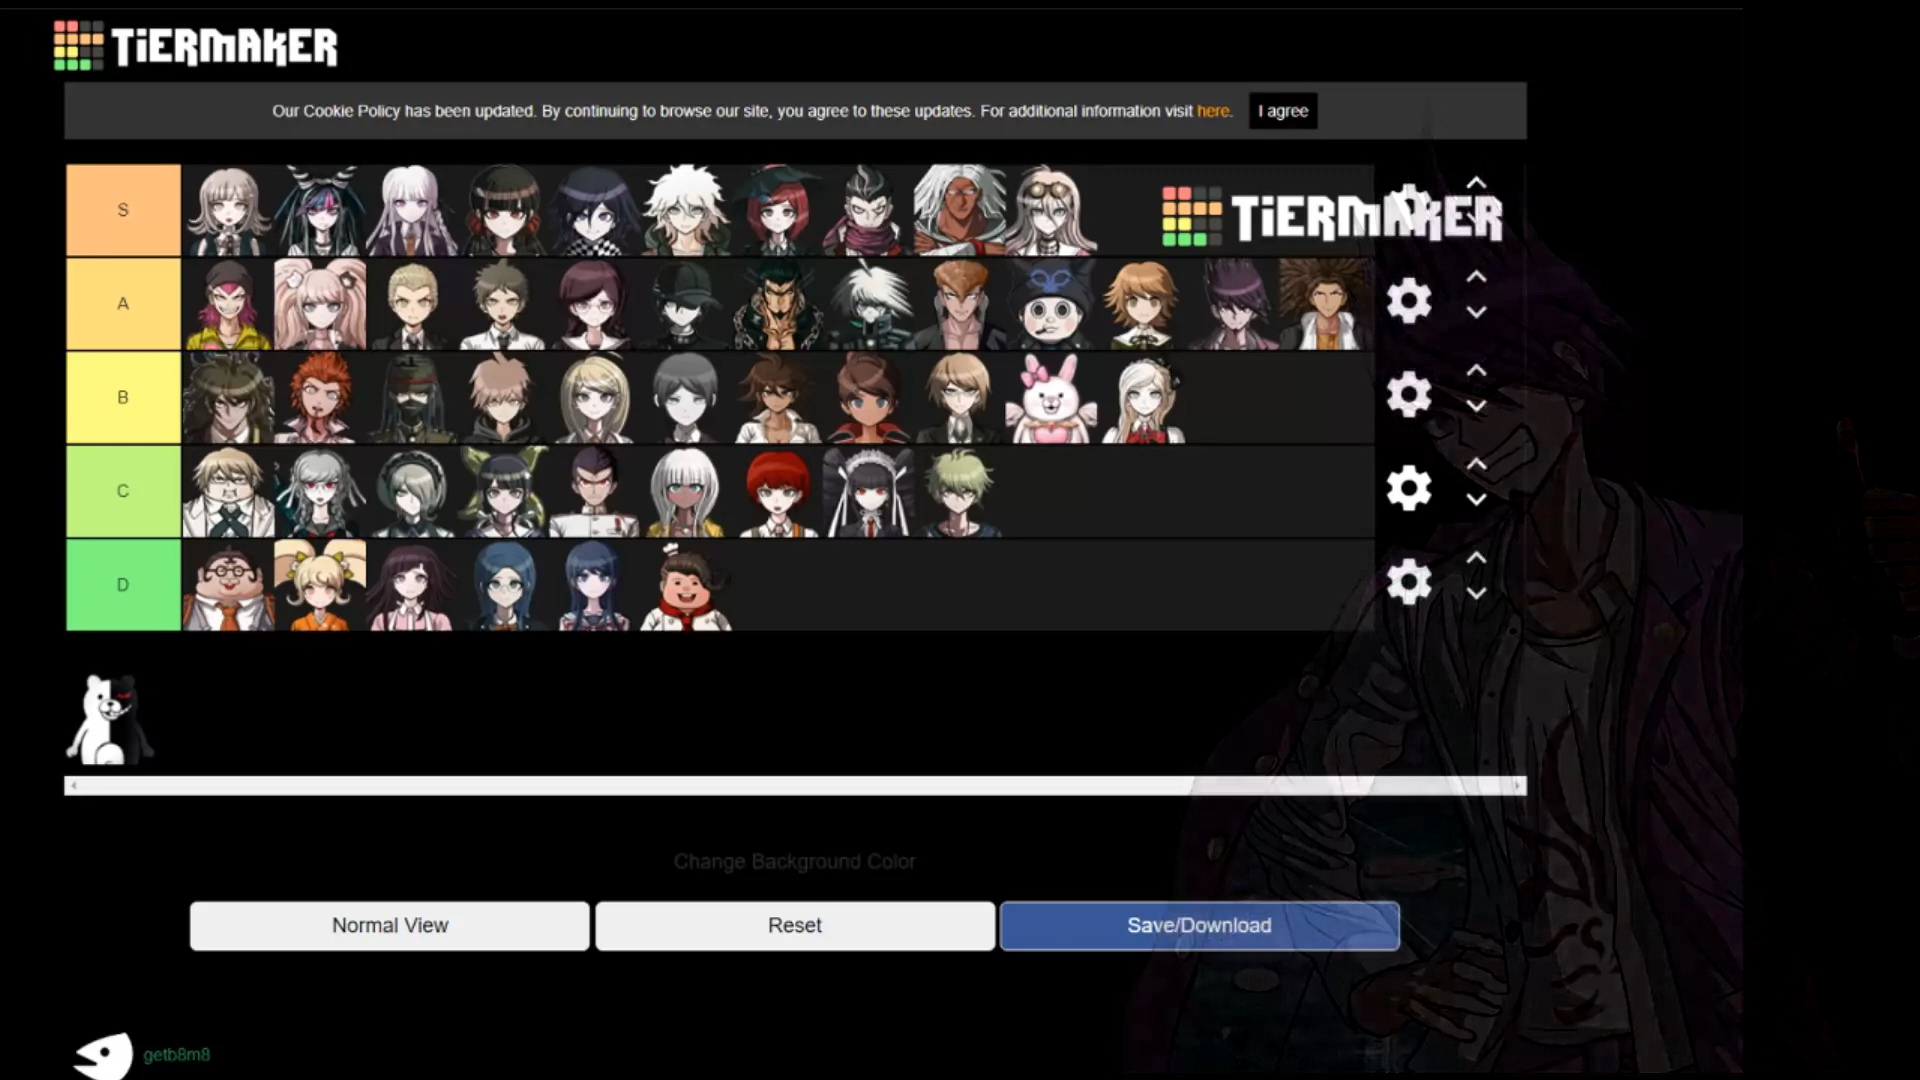 TiERMAKER
Our Cookie Policy has been updated. By continuing to browse our site, you agree to these updates. For additional information visit here. I agree
S
TiERMAKER
A
B
C
D
Change Background Color
Normal View
Reset
Save/Download
getb8m8